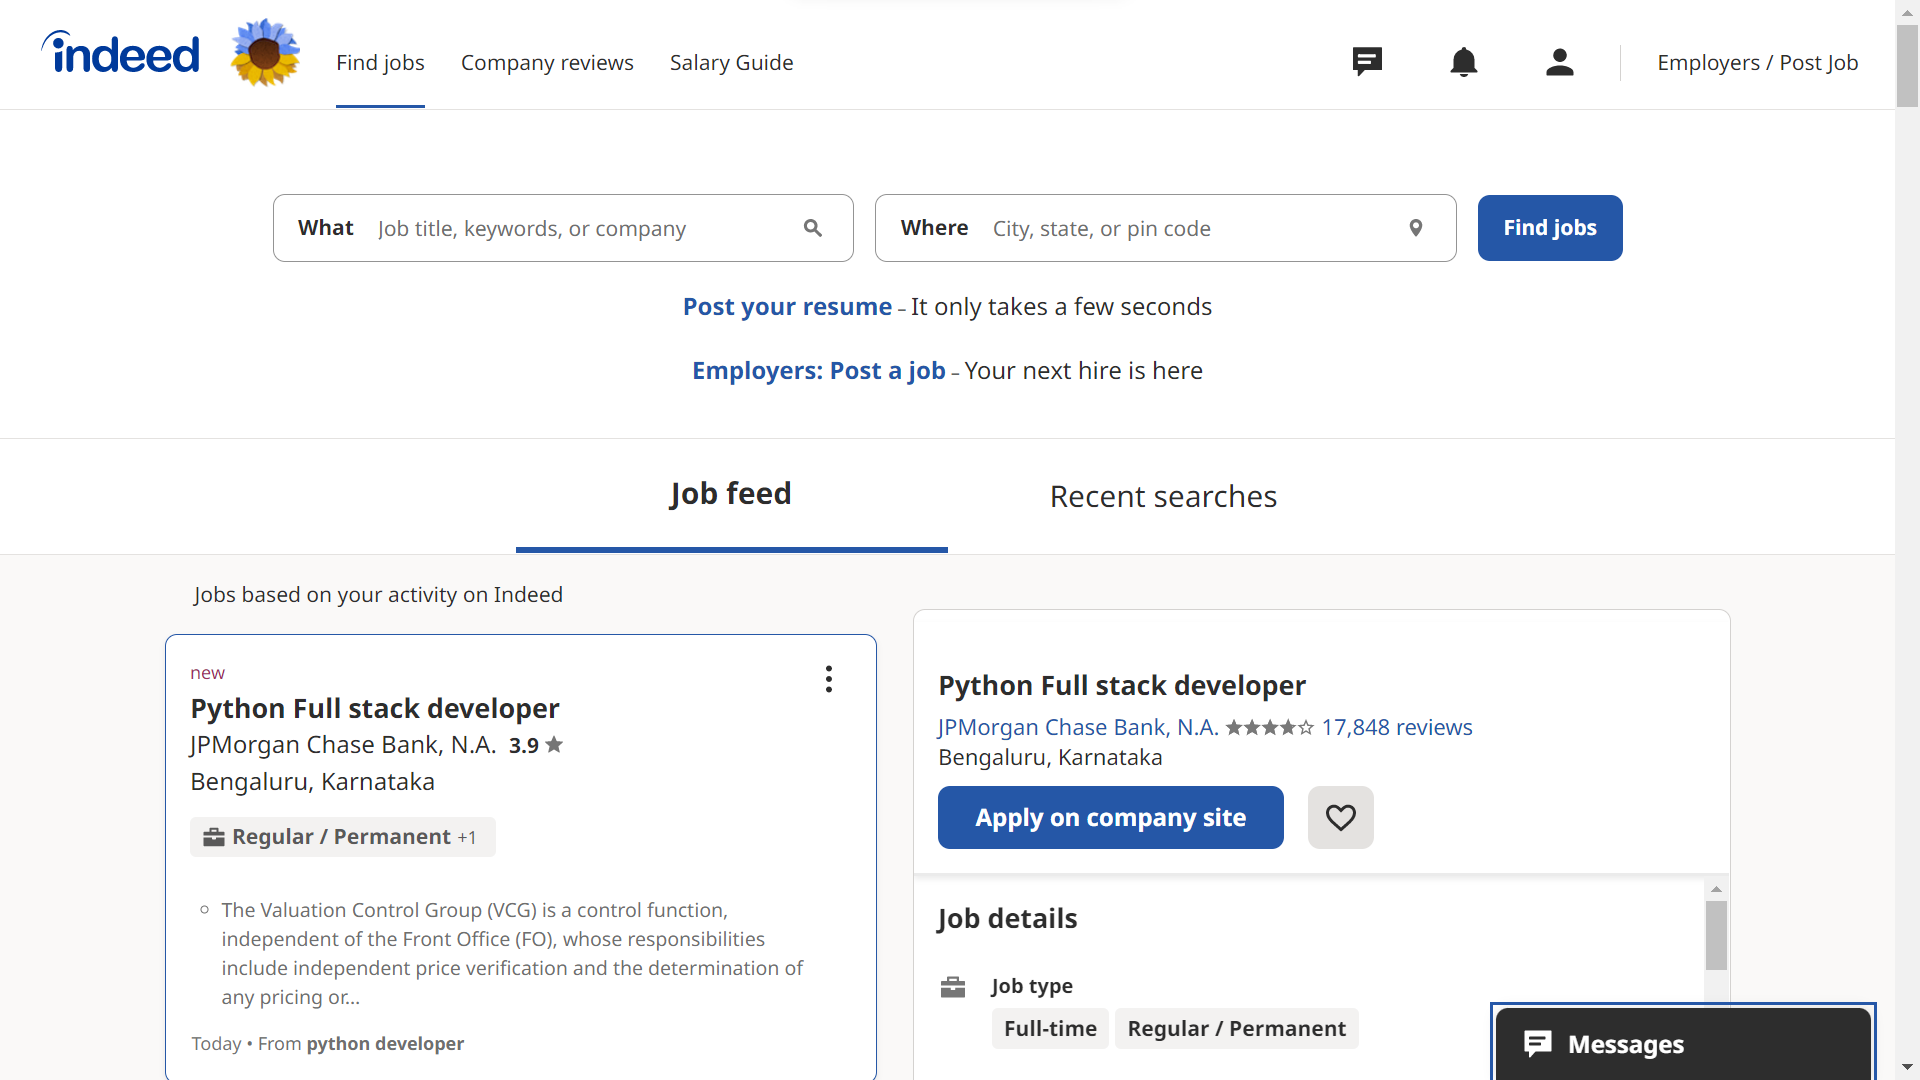 indeed
Find jobs
Company reviews
Salary Guide
Employers / Post Job
What
Job title, keywords, or company
Where
City, state, or pin code
Find jobs
Post your resume – It only takes a few seconds
Employers: Post a job – Your next hire is here
Job feed
Recent searches
Jobs based on your activity on Indeed
new
Python Full stack developer
JPMorgan Chase Bank, N.A. 3.9
Bengaluru, Karnataka
Regular / Permanent +1
The Valuation Control Group (VCG) is a control function,
independent of the Front Office (FO), whose responsibilities
include independent price verification and the determination of
any pricing or...
Today • From python developer
Python Full stack developer
JPMorgan Chase Bank, N.A. 17,848 reviews
Bengaluru, Karnataka
Apply on company site
Job details
Job type
Full-time
Regular / Permanent
Messages